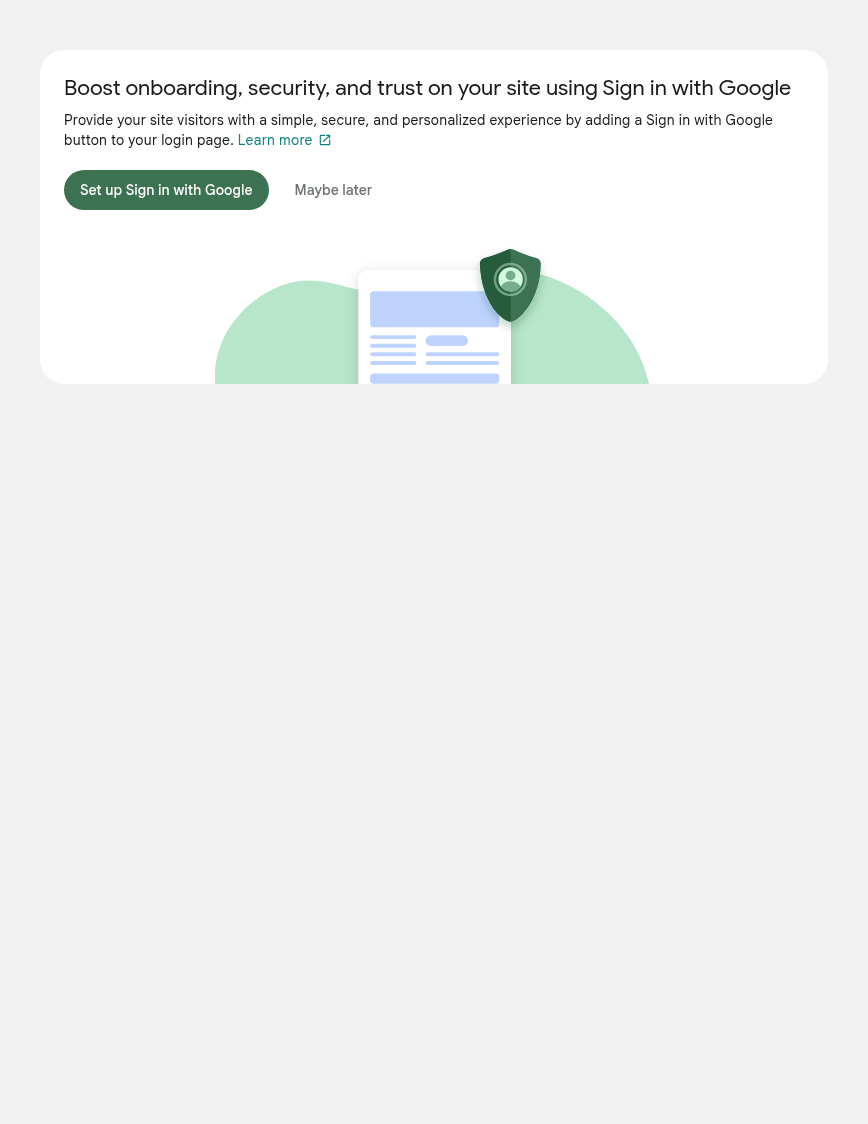 Boost onboarding, security, and trust on your site using Sign in with Google
Provide your site visitors with a simple, secure, and personalized experience by adding a Sign in with Google
button to your login page. Learn more
Set up Sign in with Google
Maybe later